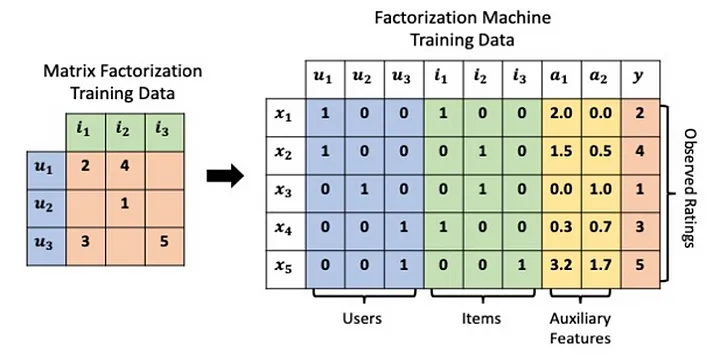 Factorization Machine
Training Data
Matrix Factorization
Training Data
i₁ i₂ i₃
u₁ 2 4
u₂ 1
u₃ 3 5
u₁ u₂ u₃ i₁ i₂ i₃ a₁ a₂ y
x₁ 1 0 0 1 0 0 2.0 0.0 2
x₂ 1 0 0 0 1 0 1.5 0.5 4
x₃ 0 1 0 0 1 0 0.0 1.0 1
x₄ 0 0 1 1 0 0 0.3 0.7 3
x₅ 0 0 1 0 0 1 3.2 1.7 5
Observed Ratings
Users
Items
Auxiliary
Features